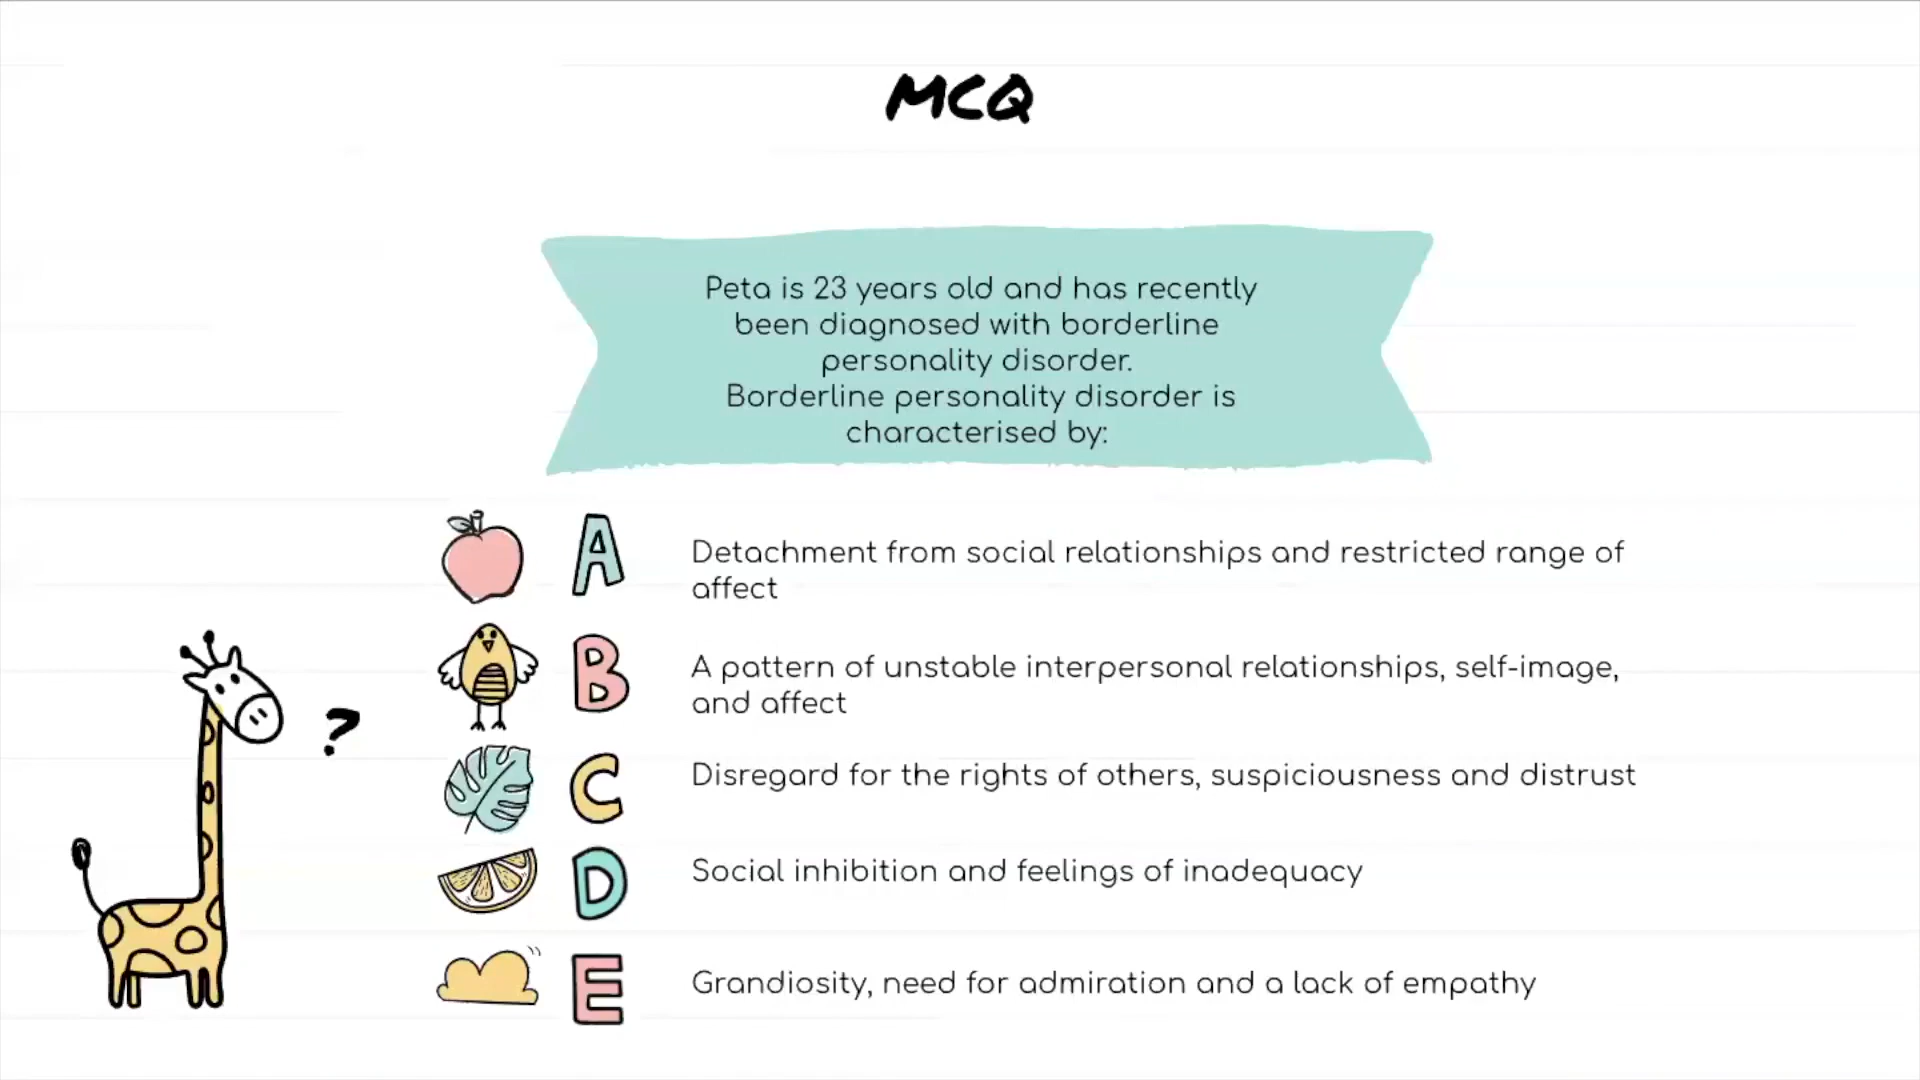 MCQ
Peta is 23 years old and has recently
been diagnosed with borderline
personality disorder.
Borderline personality disorder is
characterised by:
A Detachment from social relationships and restricted range of
affect
?
B A pattern of unstable interpersonal relationships, self-image,
and affect
C Disregard for the rights of others, suspiciousness and distrust
D Social inhibition and feelings of inadequacy
E Grandiosity, need for admiration and a lack of empathy